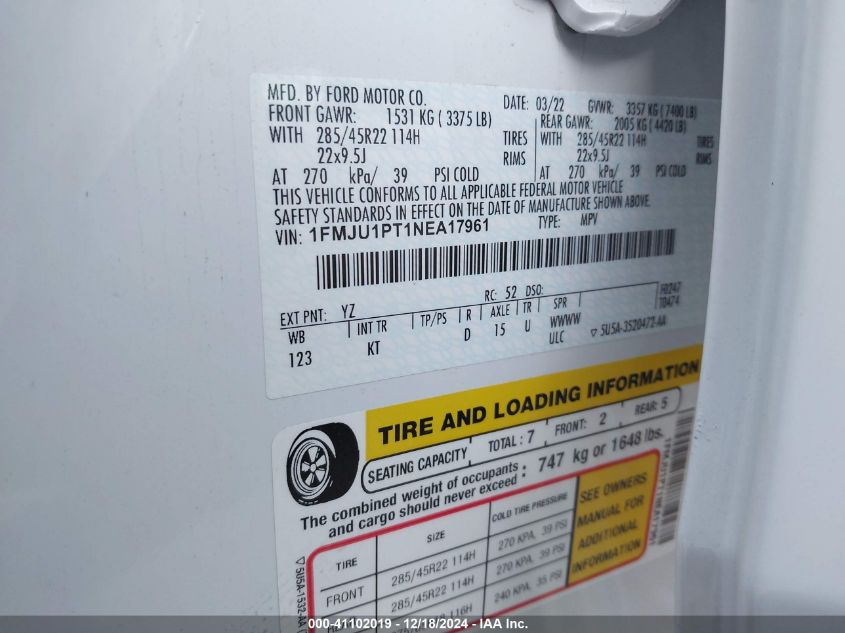 MFD. BY FORD MOTOR CO.
DATE: 03/22 GVWR: 3357 KG ( 7400 LB)
FRONT GAWR: 1531 KG ( 3375 LB)
REAR GAWR: 2005 KG ( 4420 LB)
WITH 285/45R22 114H TIRES
WITH 285/45R22 114H TIRES
22x9.5J RIMS
22x9.5J RIMS
AT 270 kPa/ 39 PSI COLD
AT 270 kPa/ 39 PSI COLD
THIS VEHICLE CONFORMS TO ALL APPLICABLE FEDERAL MOTOR VEHICLE
SAFETY STANDARDS IN EFFECT ON THE DATE OF MANUFACTURE SHOWN ABOVE.
VIN: 1FMJU1PT1NEA17961 TYPE: MPV
EXT PNT: YZ RC: 52 DSO: F0247
T0474
WB INT TR TP/PS R AXLE TR SPR
123 KT D 15 U WWWW
ULC 5U5A-3520472-AA
TIRE AND LOADING INFORMATION
SEATING CAPACITY TOTAL : 7 FRONT: 2 REAR: 5
The combined weight of occupants
and cargo should never exceed : 747 kg or 1648 lbs.
TIRE SIZE COLD TIRE PRESSURE
FRONT 285/45R22 114H 270 KPA, 39 PSI
285/45R22 114H 270 KPA, 39 PSI
116H 240 KPA, 35 PSI
SEE OWNERS
MANUAL FOR
ADDITIONAL
INFORMATION
5U5A-1532-AA
000-41102019 - 12/18/2024 - IAA Inc.